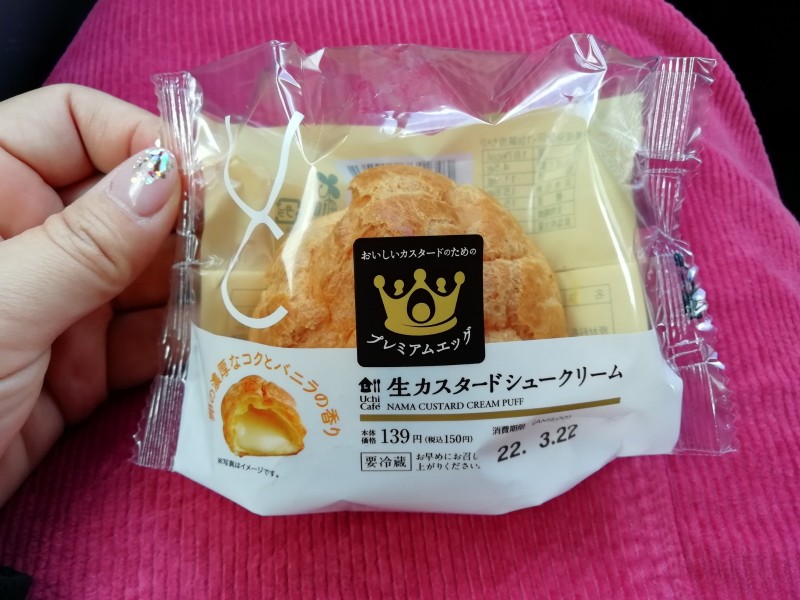 おいしいカスタードのための
プレミアムエッグ
卵の濃厚なコクとバニラの香り
Uchi Café
生カスタードシュークリーム
NAMA CUSTARD CREAM PUFF
本体価格 139円(税込150円)
消費期限
22. 3.22
要冷蔵
お早めにお召し
上がりください。
※写真はイメージです。